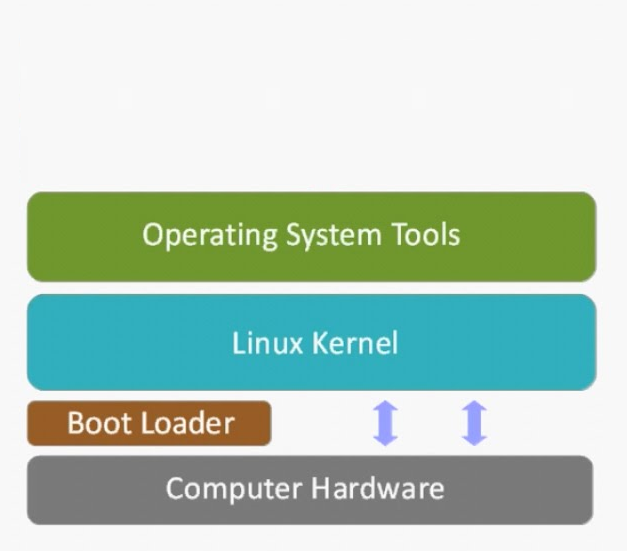 Operating System Tools
Linux Kernel
Boot Loader
Computer Hardware